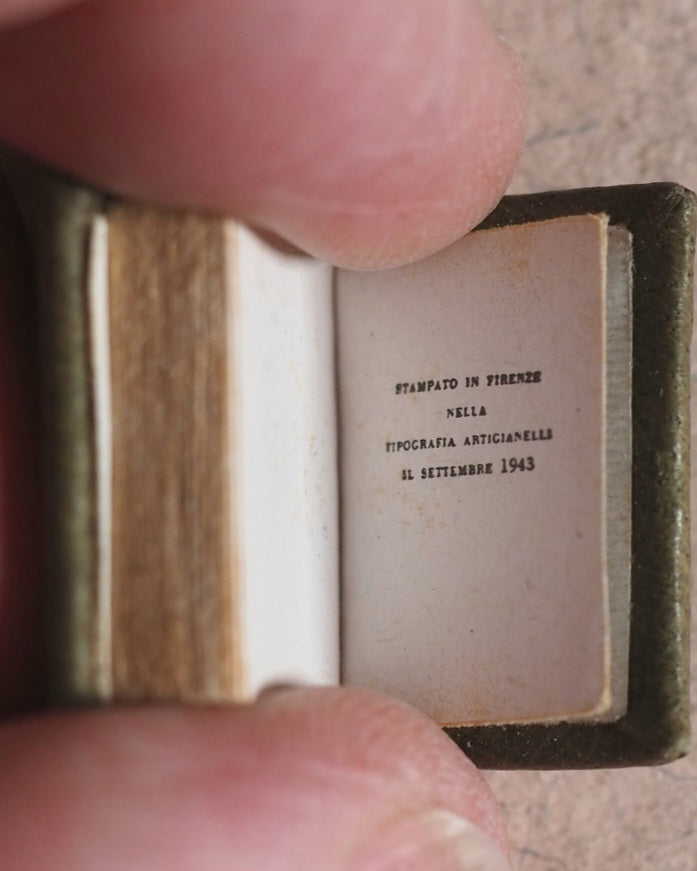 STAMPATO IN FIRENZE
NELLA
TIPOGRAFIA ARTIGIANELLI
IL SETTEMBRE 1943